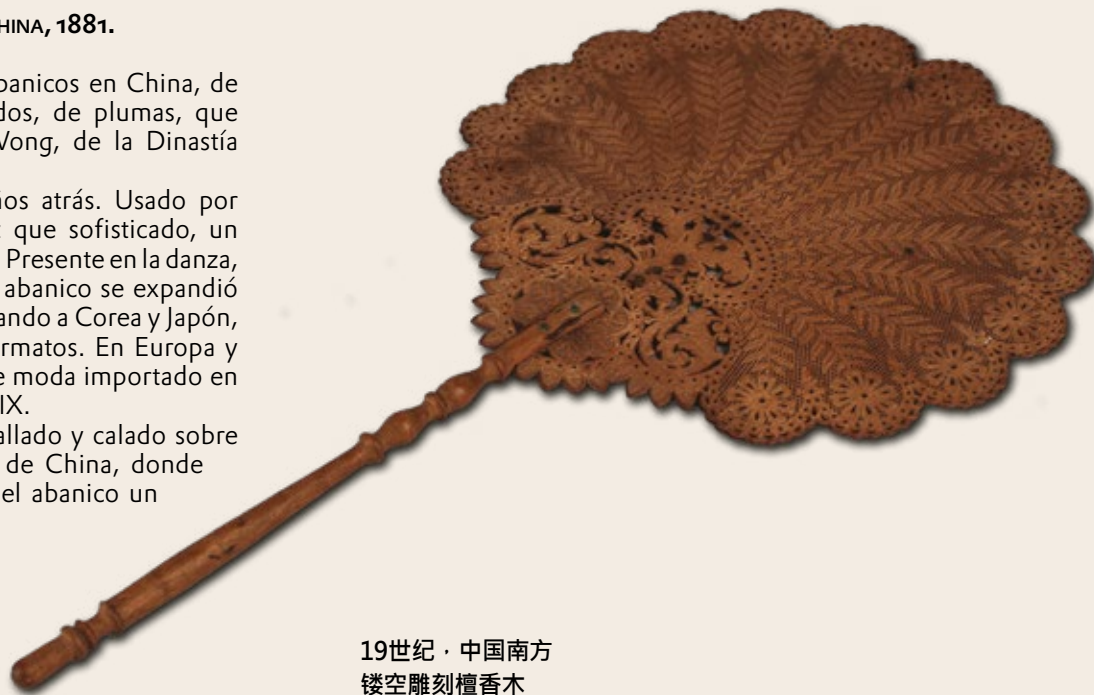 HINA, 1881.
banicos en China, de
dos, de plumas, que
Vong, de la Dinastía
ños atrás. Usado por
z que sofisticado, un
Presente en la danza,
abanico se expandió
ando a Corea y Japón,
rmatos. En Europa y
e moda importado en
IX.
allado y calado sobre
de China, donde
el abanico un
19世纪，中国南方
镂空雕刻檀香木